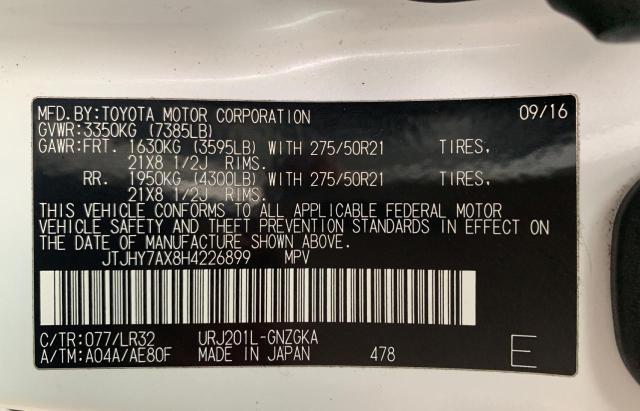 MFD.BY:TOYOTA MOTOR CORPORATION 09/16
GVWR:3350KG (7385LB)
GAWR:FRT. 1630KG (3595LB) WITH 275/50R21 TIRES,
21X8 1/2J RIMS.
RR. 1950KG (4300LB) WITH 275/50R21 TIRES,
21X8 1/2J RIMS.
THIS VEHICLE CONFORMS TO ALL APPLICABLE FEDERAL MOTOR
VEHICLE SAFETY AND THEFT PREVENTION STANDARDS IN EFFECT ON
THE DATE OF MANUFACTURE SHOWN ABOVE.
JTJHY7AX8H4226899 MPV
C/TR:077/LR32 URJ201L-GNZGKA
A/TM:A04A/AE80F MADE IN JAPAN 478 E